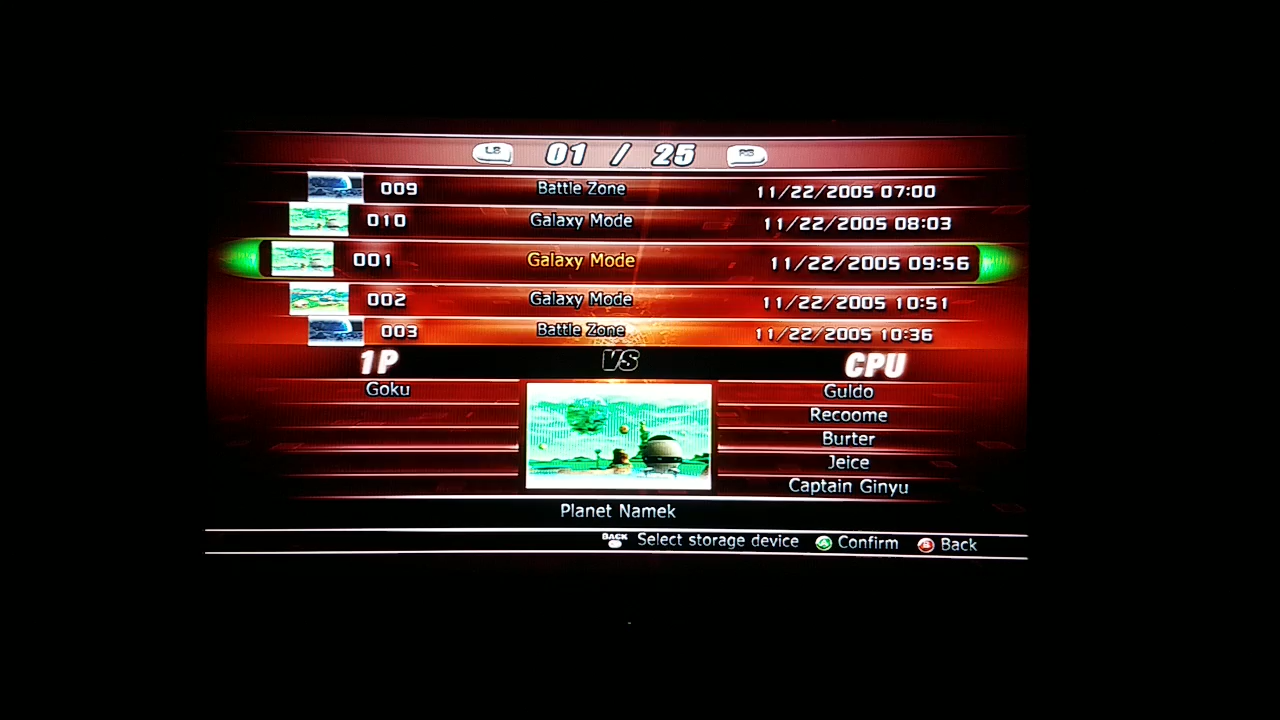 LB 01 / 25 RB
009 Battle Zone 11/22/2005 07:00
010 Galaxy Mode 11/22/2005 08:03
001 Galaxy Mode 11/22/2005 09:56
002 Galaxy Mode 11/22/2005 10:51
003 Battle Zone 11/22/2005 10:36
1P VS CPU
Goku Guldo
Recoome
Burter
Jeice
Captain Ginyu
Planet Namek
BACK Select storage device A Confirm B Back